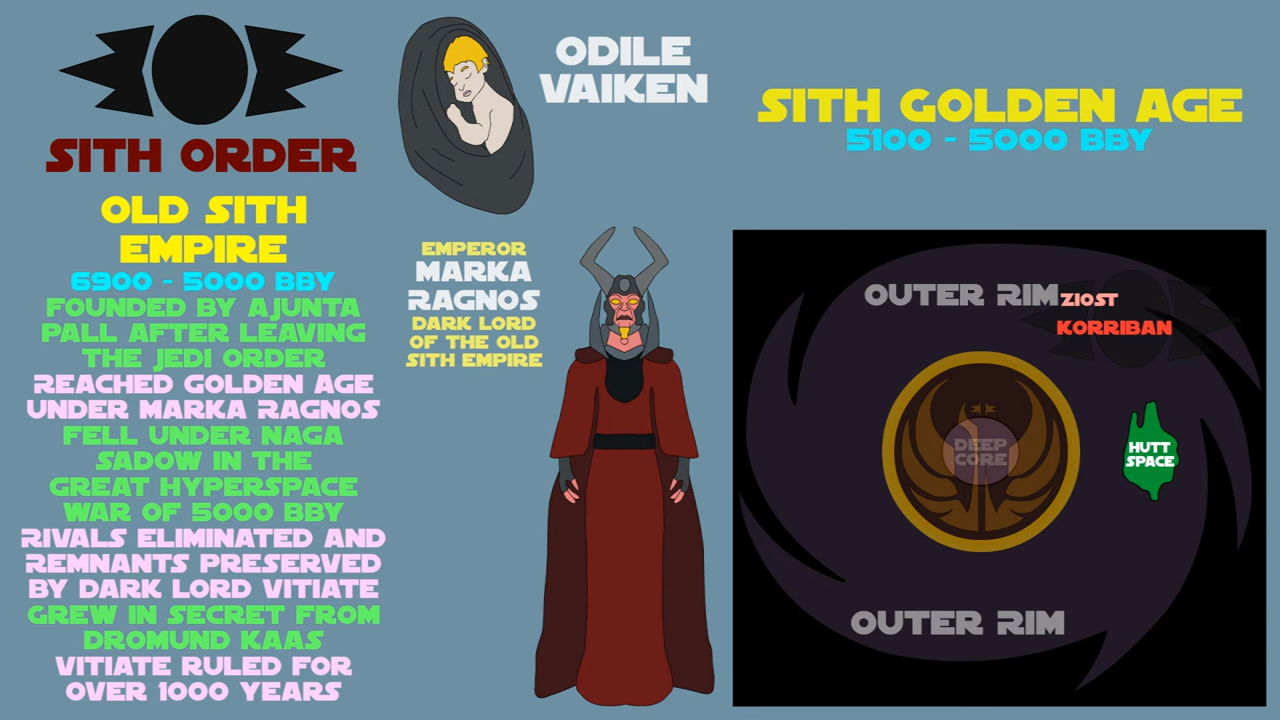 SITH ORDER
OLD SITH
EMPIRE
6900 - 5000 BBY
FOUNDED BY AJUNTA
PALL AFTER LEAVING
THE JEDI ORDER
REACHED GOLDEN AGE
UNDER MARKA RAGNOS
FELL UNDER NAGA
SADOW IN THE
GREAT HYPERSPACE
WAR OF 5000 BBY
RIVALS ELIMINATED AND
REMNANTS PRESERVED
BY DARK LORD VITIATE
GREW IN SECRET FROM
DROMUND KAAS
VITIATE RULED FOR
OVER 1000 YEARS
ODILE
VAIKEN
EMPEROR
MARKA
RAGNOS
DARK LORD
OF THE OLD
SITH EMPIRE
SITH GOLDEN AGE
5100 - 5000 BBY
OUTER RIM
ZIOST
KORRIBAN
DEEP
CORE
HUTT
SPACE
OUTER RIM